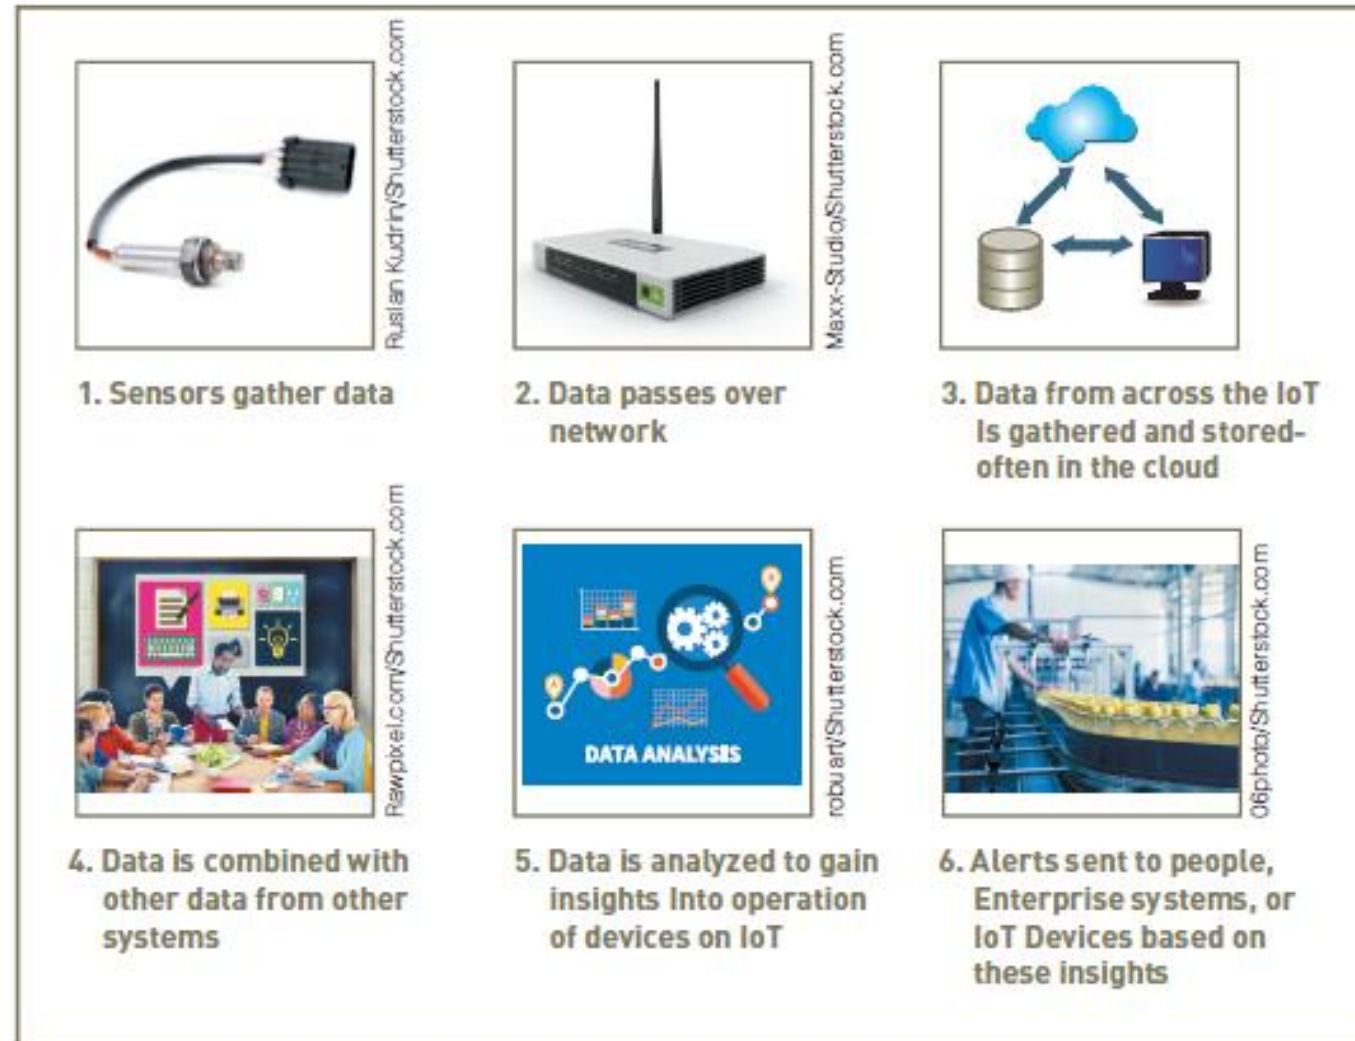 Ruslan Kudrin/Shutterstock.com
Maxx-Studio/Shutterstock.com
1. Sensors gather data
2. Data passes over
network
3. Data from across the IoT
Is gathered and stored-
often in the cloud
Rawpixel.com/Shutterstock.com
DATA ANALYSES
robuart/Shutterstock.com
06photo/Shutterstock.com
4. Data is combined with
other data from other
systems
5. Data is analyzed to gain
insights Into operation
of devices on IoT
6. Alerts sent to people,
Enterprise systems, or
IoT Devices based on
these insights